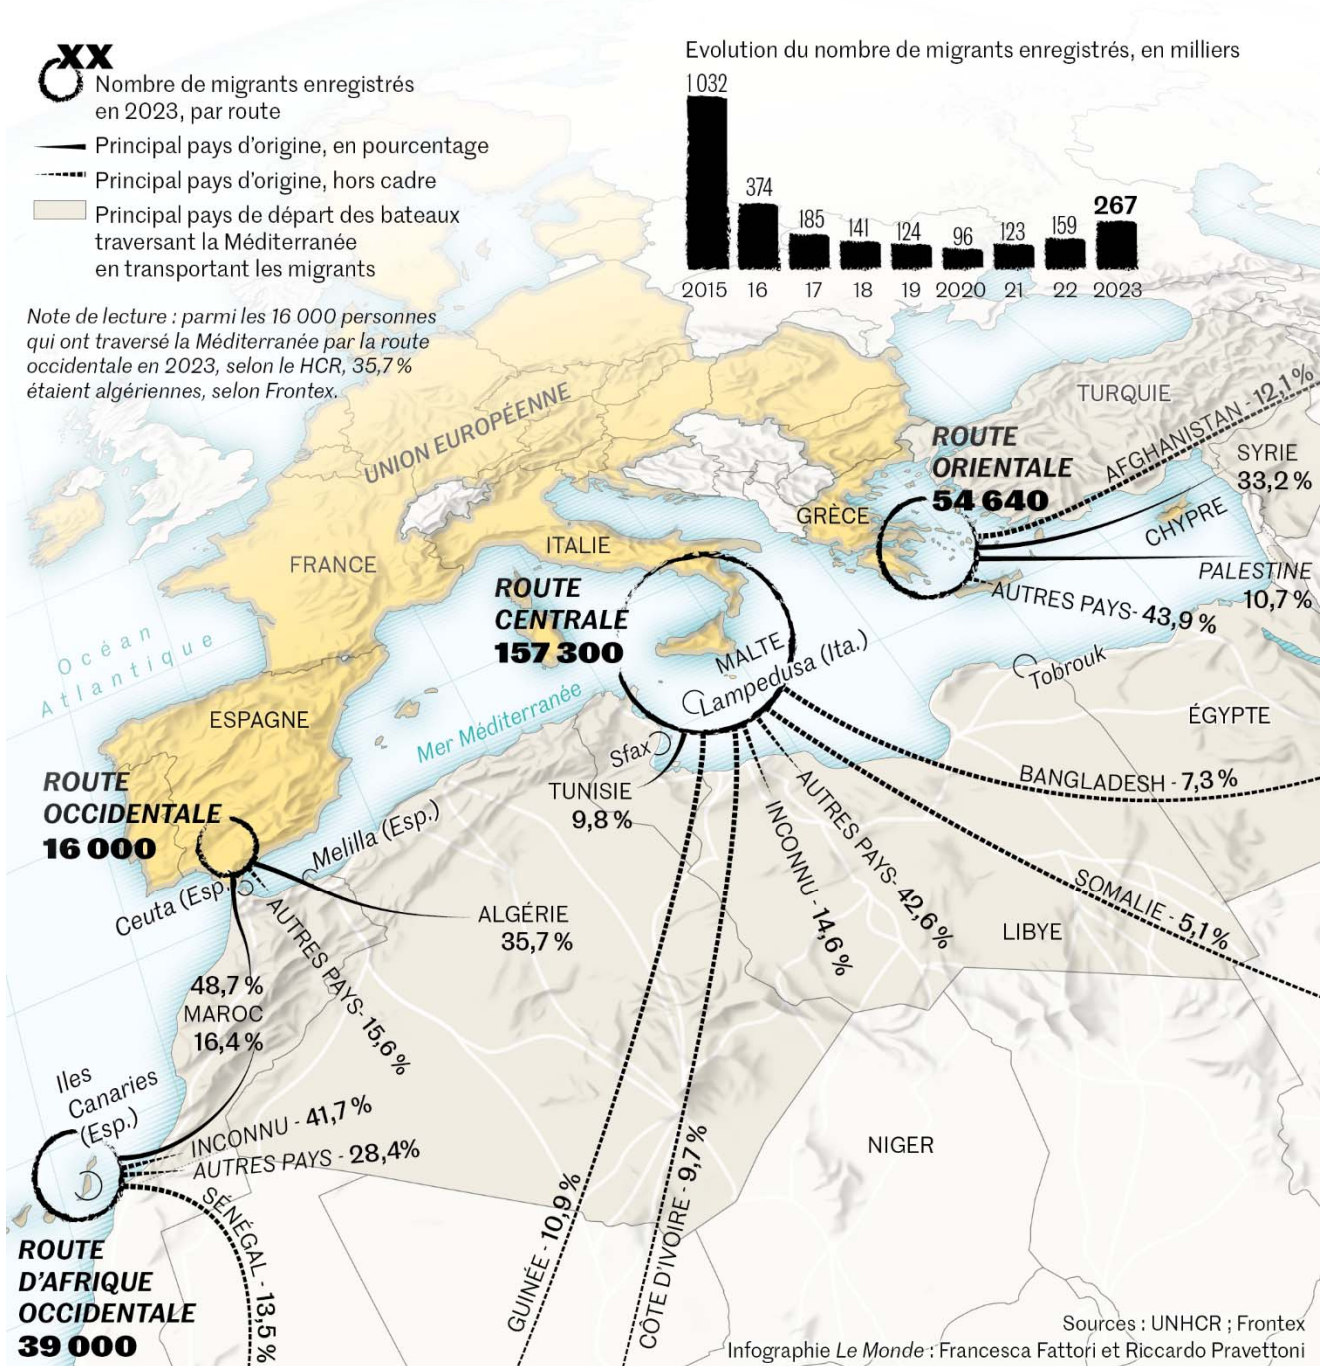 XX
Nombre de migrants enregistrés
en 2023, par route
Principal pays d'origine, en pourcentage
Principal pays d'origine, hors cadre
Principal pays de départ des bateaux
traversant la Méditerranée
en transportant les migrants
Note de lecture : parmi les 16 000 personnes
qui ont traversé la Méditerranée par la route
occidentale en 2023, selon le HCR, 35,7 %
étaient algériennes, selon Frontex.
Evolution du nombre de migrants enregistrés, en milliers
1 032
374
185
141
124
96
123
159
267
2015 16 17 18 19 2020 21 22 2023
UNION EUROPÉENNE
TURQUIE
ROUTE
ORIENTALE
54 640
AFGHANISTAN - 12,1 %
SYRIE
33,2 %
CHYPRE
PALESTINE
10,7 %
AUTRES PAYS - 43,9 %
GRÈCE
ITALIE
FRANCE
ROUTE
CENTRALE
157 300
MALTE
Lampedusa (Ita.)
Tobrouk
ÉGYPTE
Océan
Atlantique
Mer Méditerranée
ESPAGNE
Sfax
TUNISIE
9,8 %
BANGLADESH - 7,3 %
SOMALIE - 5,1 %
AUTRES PAYS - 42,6 %
INCONNU - 14,6 %
LIBYE
ROUTE
OCCIDENTALE
16 000
Melilla (Esp.)
Ceuta (Esp.)
ALGÉRIE
35,7 %
AUTRES PAYS - 15,6 %
48,7 %
MAROC
16,4 %
Iles
Canaries
(Esp.)
INCONNU - 41,7 %
AUTRES PAYS - 28,4%
SÉNÉGAL - 13,5 %
GUINÉE - 10,9 %
CÔTE D'IVOIRE - 9,7 %
NIGER
ROUTE
D'AFRIQUE
OCCIDENTALE
39 000
Sources : UNHCR ; Frontex
Infographie Le Monde : Francesca Fattori et Riccardo Pravettoni